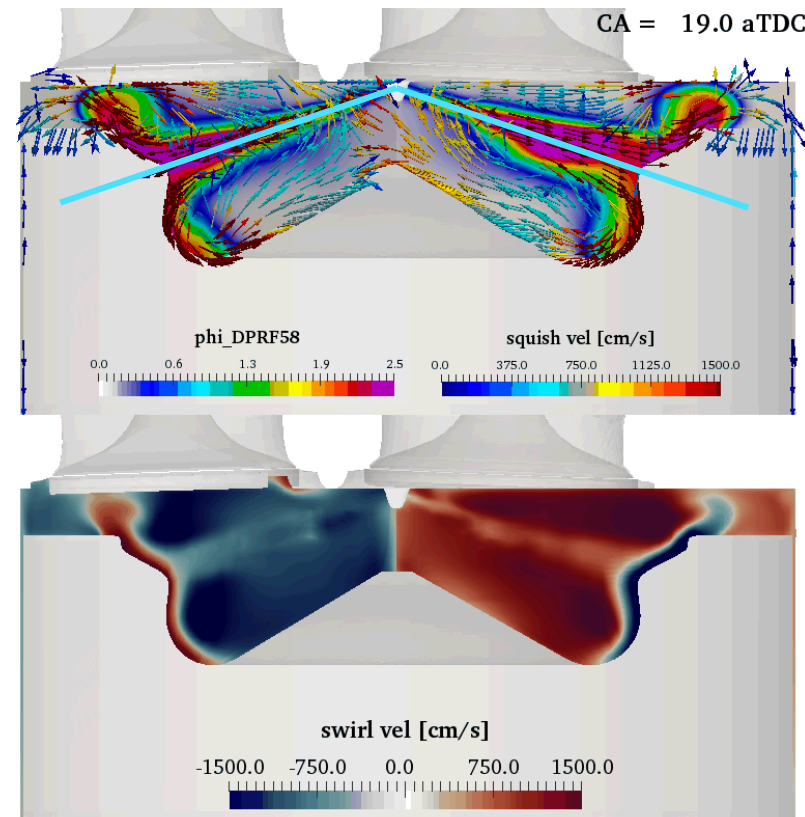 CA = 19.0 aTDC
phi_DPRF58
0.0 0.6 1.3 1.9 2.5
squish vel [cm/s]
0.0 375.0 750.0 1125.0 1500.0
swirl vel [cm/s]
-1500.0 -750.0 0.0 750.0 1500.0